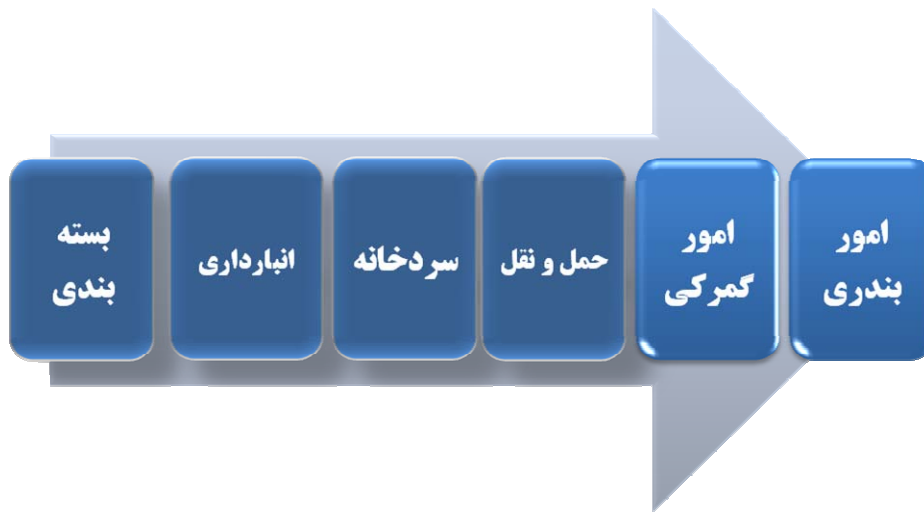 بسته
بندی
انبارداری
سردخانه
حمل و نقل
امور
گمرکی
امور
بندری